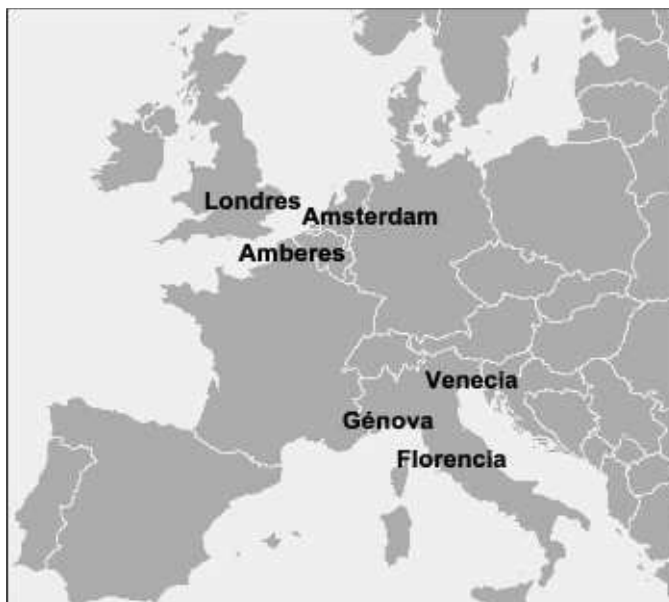 Londres
Amsterdam
Amberes
Venecia
Génova
Florencia